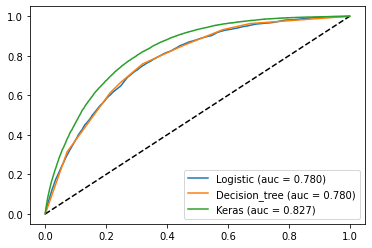 1.0
0.8
0.6
0.4
0.2
0.0
Logistic (auc = 0.780)
Decision_tree (auc = 0.780)
Keras (auc = 0.827)
0.0 0.2 0.4 0.6 0.8 1.0